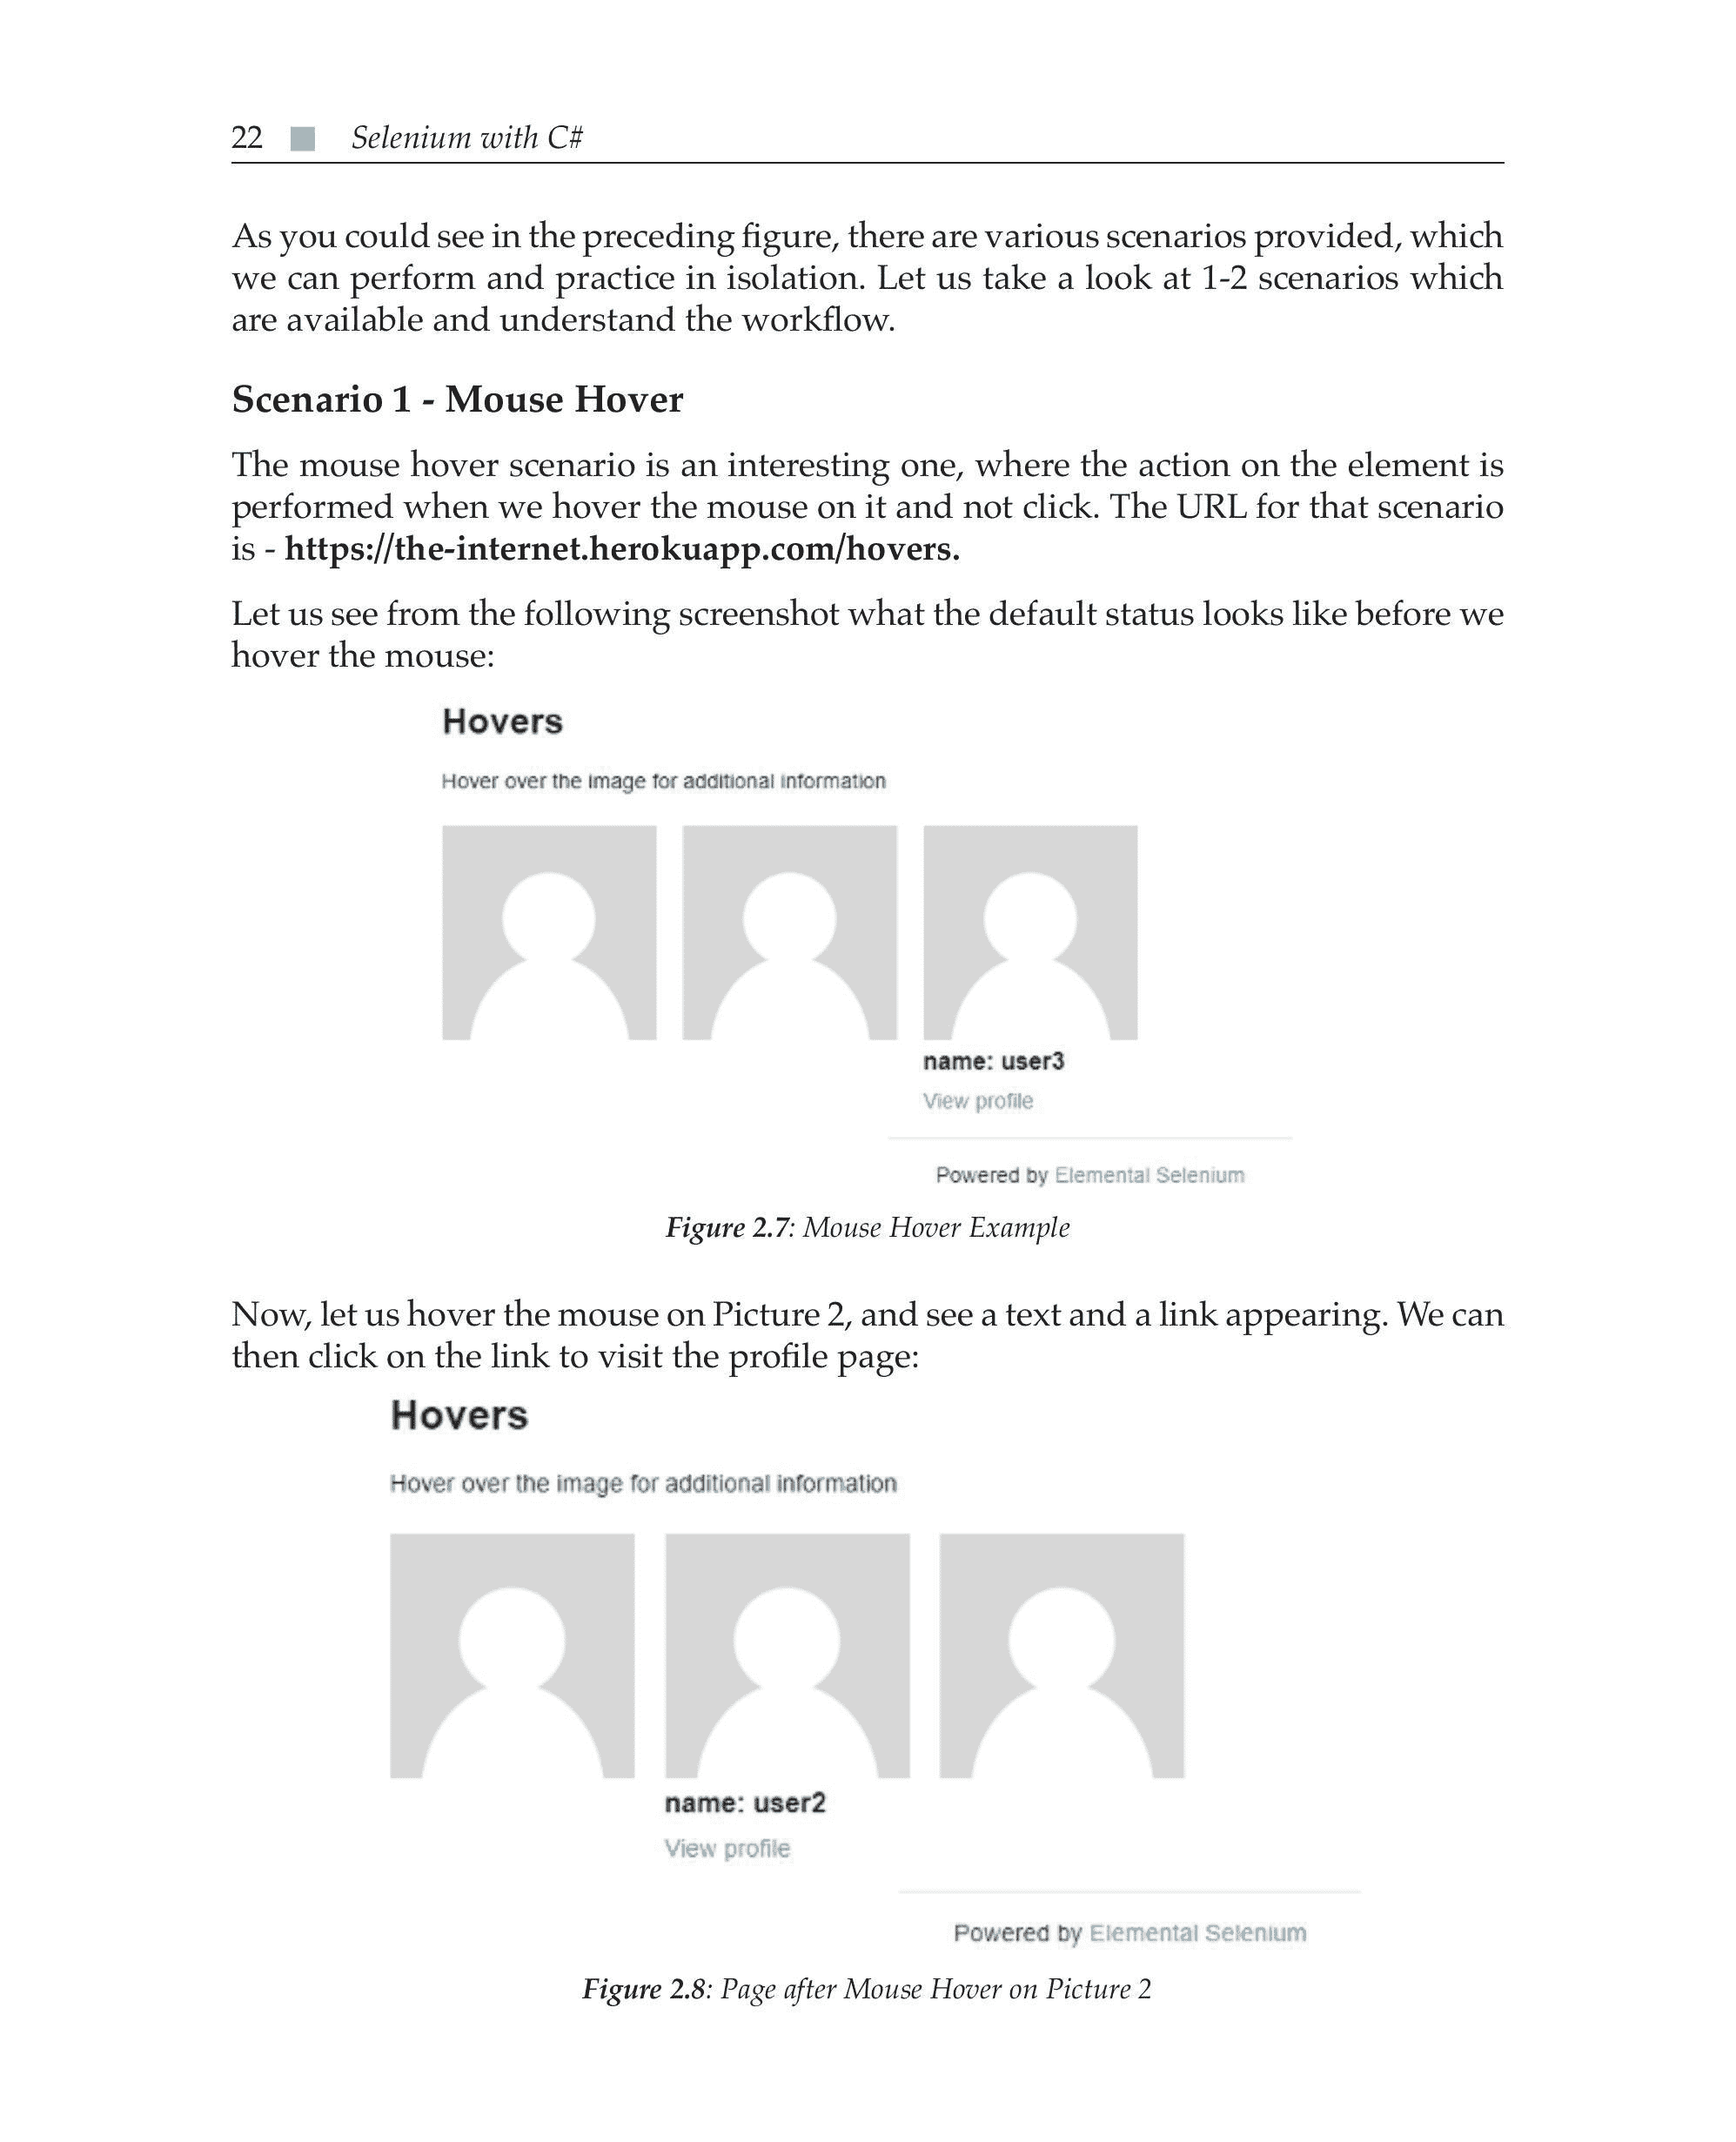 22 Selenium with C#
As you could see in the preceding figure, there are various scenarios provided, which
we can perform and practice in isolation. Let us take a look at 1-2 scenarios which
are available and understand the workflow.
Scenario 1 - Mouse Hover
The mouse hover scenario is an interesting one, where the action on the element is
performed when we hover the mouse on it and not click. The URL for that scenario
is - https://the-internet.herokuapp.com/hovers.
Let us see from the following screenshot what the default status looks like before we
hover the mouse:
Hovers
Hover over the image for additional information
name: user3
View profile
Powered by Elemental Selenium
Figure 2.7: Mouse Hover Example
Now, let us hover the mouse on Picture 2, and see a text and a link appearing. We can
then click on the link to visit the profile page:
Hovers
Hover over the image for additional information
name: user2
View profile
Powered by Elemental Selenium
Figure 2.8: Page after Mouse Hover on Picture 2